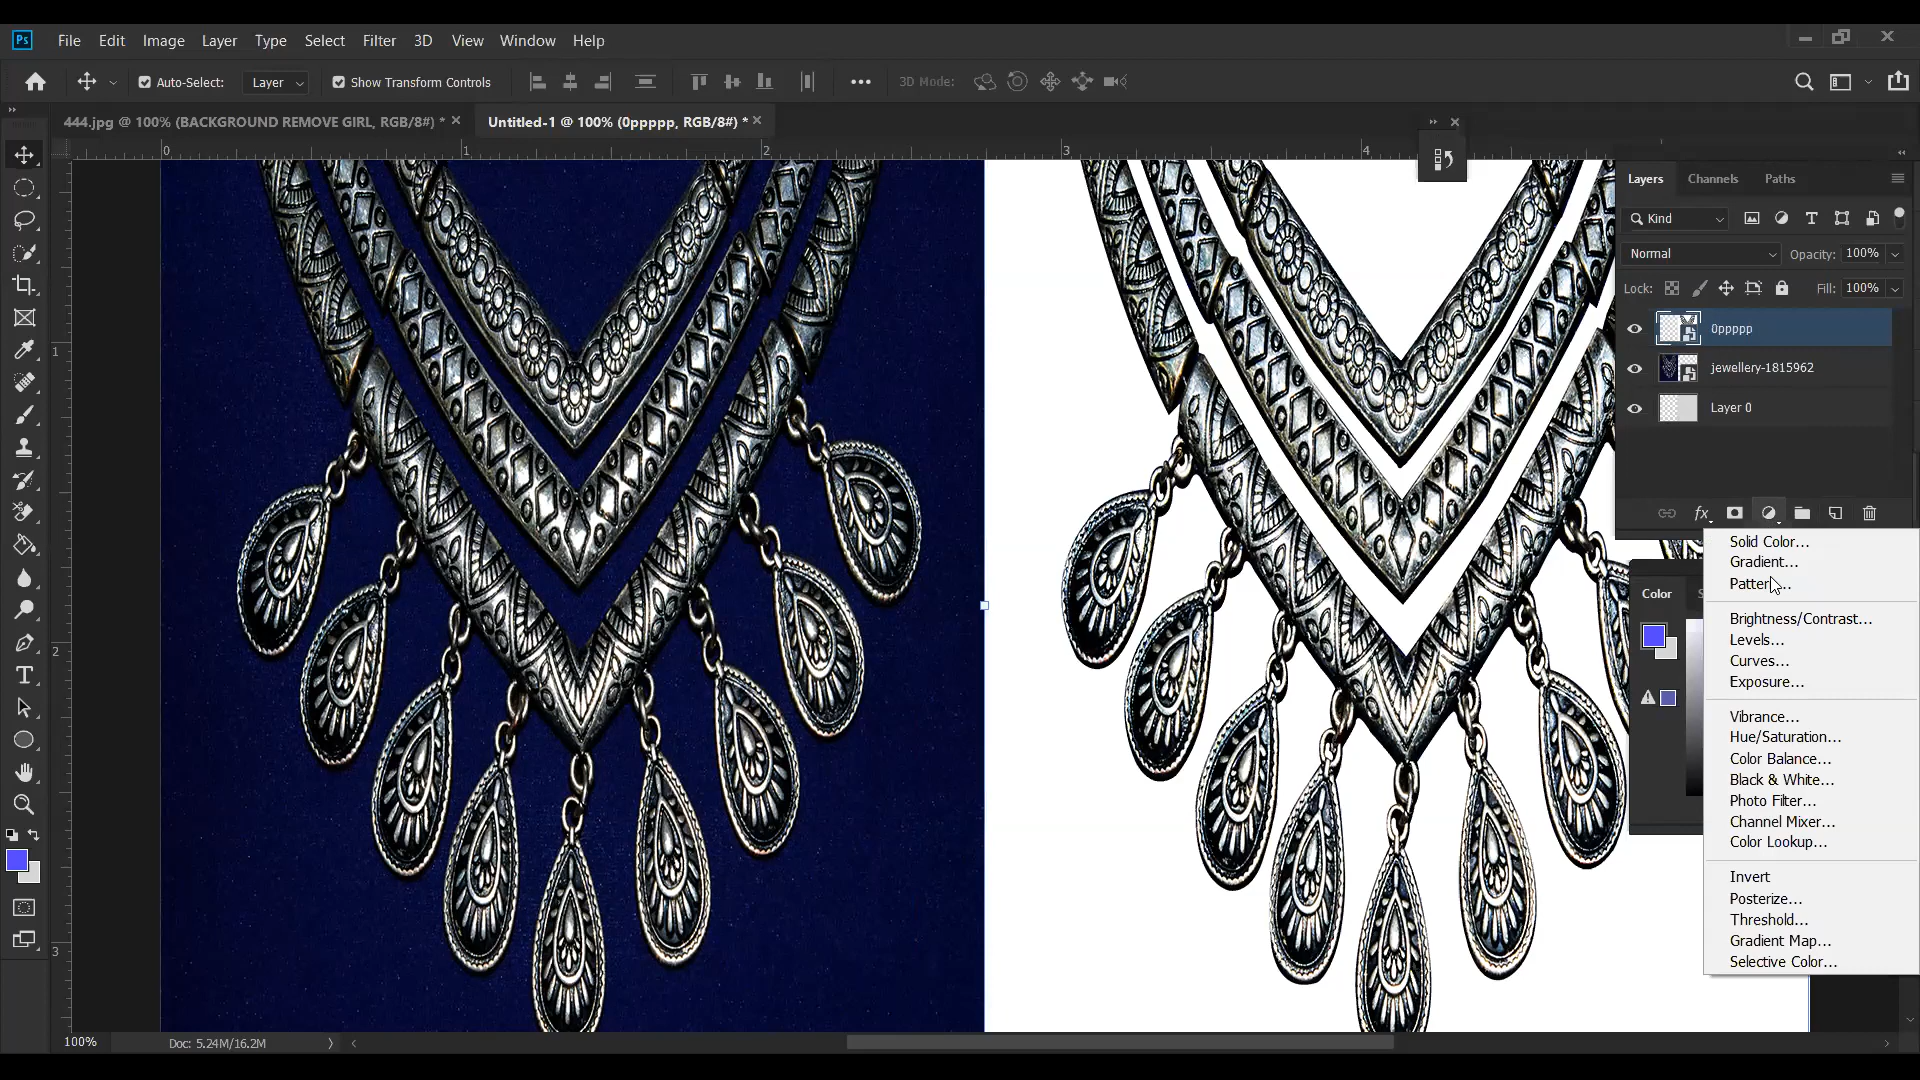 Ps File Edit Image Layer Type Select Filter 3D View Window Help
Auto-Select: Layer Show Transform Controls 3D Mode:
444.jpg @ 100% (BACKGROUND REMOVE GIRL, RGB/8#) * Untitled-1 @ 100% (0ppppp, RGB/8#) *
0 1 2 3 4
Layers Channels Paths
Kind
Normal Opacity: 100%
Lock: Fill: 100%
0ppppp
1
jewellery-1815962
Layer 0
fx
Solid Color...
Gradient...
Color
Brightness/Contrast...
Levels...
2
Curves...
Exposure...
Vibrance...
Hue/Saturation...
Color Balance...
Black & White...
Photo Filter...
Channel Mixer...
Color Lookup...
Invert
Posterize...
Threshold...
3
Gradient Map...
Selective Color...
100% Doc: 5.24M/16.2M